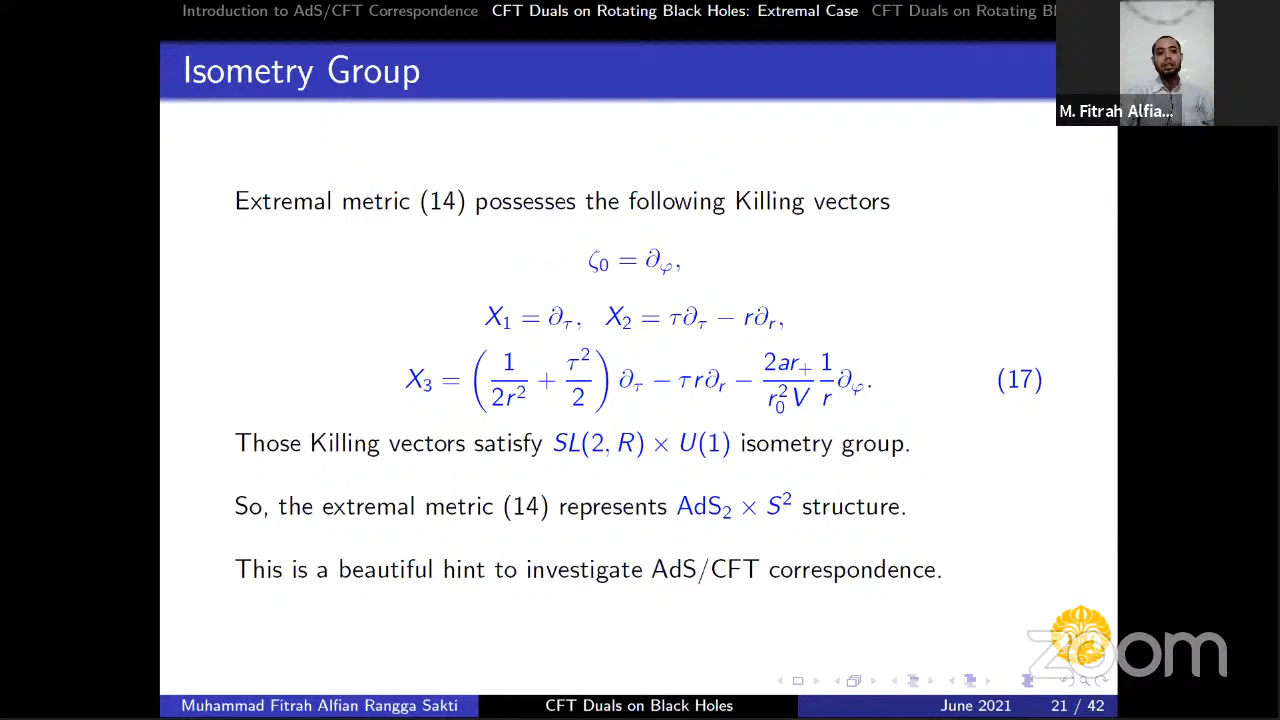 Introduction to AdS/CFT Correspondence CFT Duals on Rotating Black Holes: Extremal Case CFT Duals on Rotating Bl
Isometry Group
M. Fitrah Alfia...
Extremal metric (14) possesses the following Killing vectors
ζ₀ = ∂_φ,
X₁ = ∂_τ, X₂ = τ∂_τ − r∂_r,
X₃ = (1/2r² + τ²/2) ∂_τ − τr∂_r − 2ar₊/r₀²V 1/r ∂_φ. (17)
Those Killing vectors satisfy SL(2, R) × U(1) isometry group.
So, the extremal metric (14) represents AdS₂ × S² structure.
This is a beautiful hint to investigate AdS/CFT correspondence.
zoom
Muhammad Fitrah Alfian Rangga Sakti CFT Duals on Black Holes June 2021 21 / 42